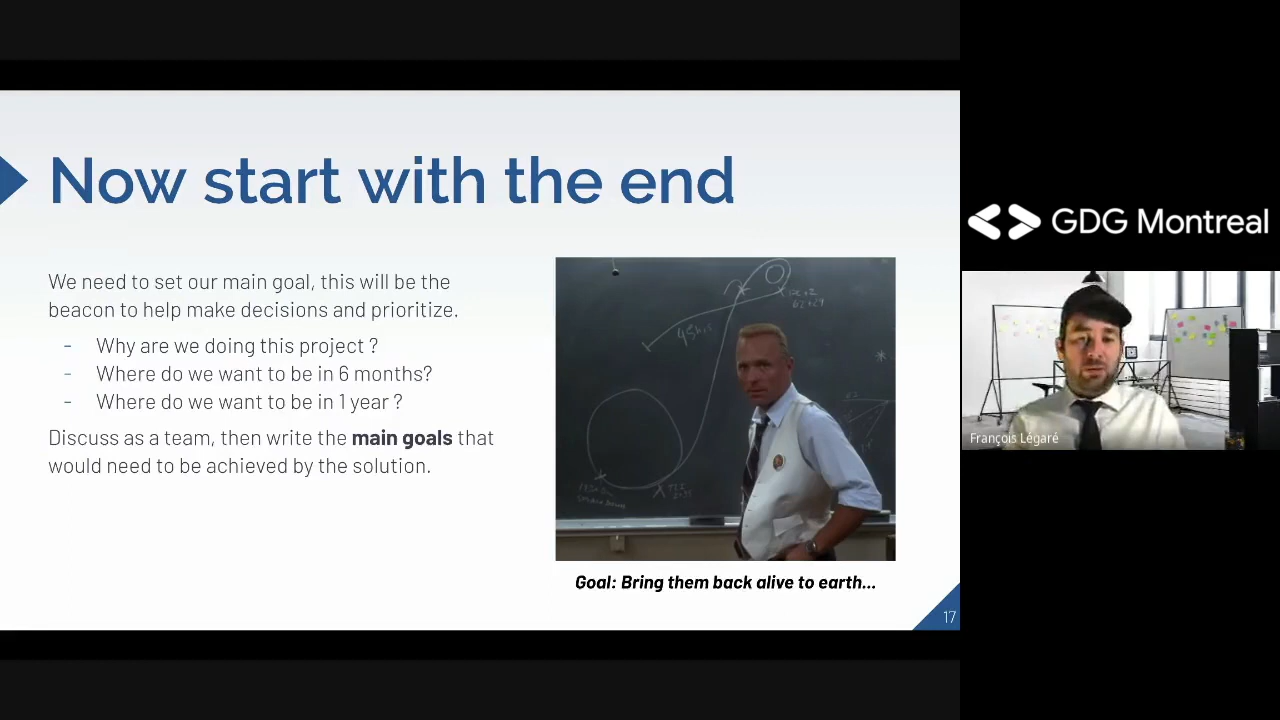 Now start with the end
We need to set our main goal, this will be the
beacon to help make decisions and prioritize.
- Why are we doing this project ?
- Where do we want to be in 6 months?
- Where do we want to be in 1 year ?
Discuss as a team, then write the main goals that
would need to be achieved by the solution.
Goal: Bring them back alive to earth...
17
GDG Montreal
François Légaré